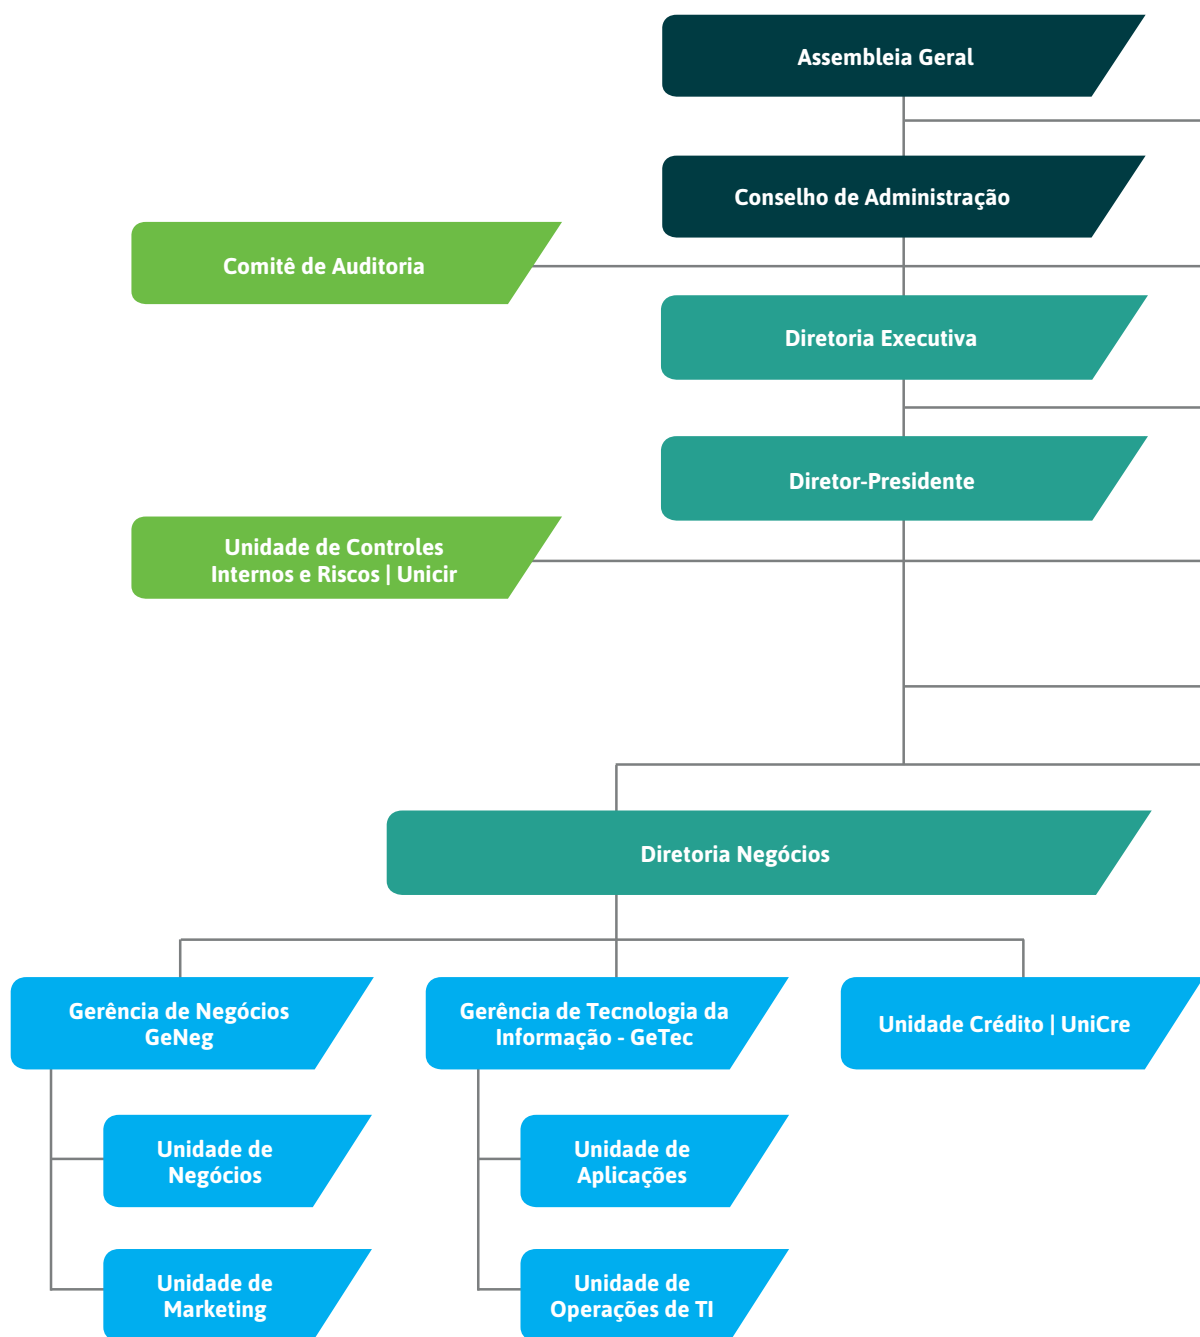 Assembleia Geral
Conselho de Administração
Comitê de Auditoria
Diretoria Executiva
Diretor-Presidente
Unidade de Controles
Internos e Riscos | Unicir
Diretoria Negócios
Gerência de Negócios
GeNeg
Gerência de Tecnologia da
Informação - GeTec
Unidade Crédito | UniCre
Unidade de
Negócios
Unidade de
Aplicações
Unidade de
Marketing
Unidade de
Operações de TI